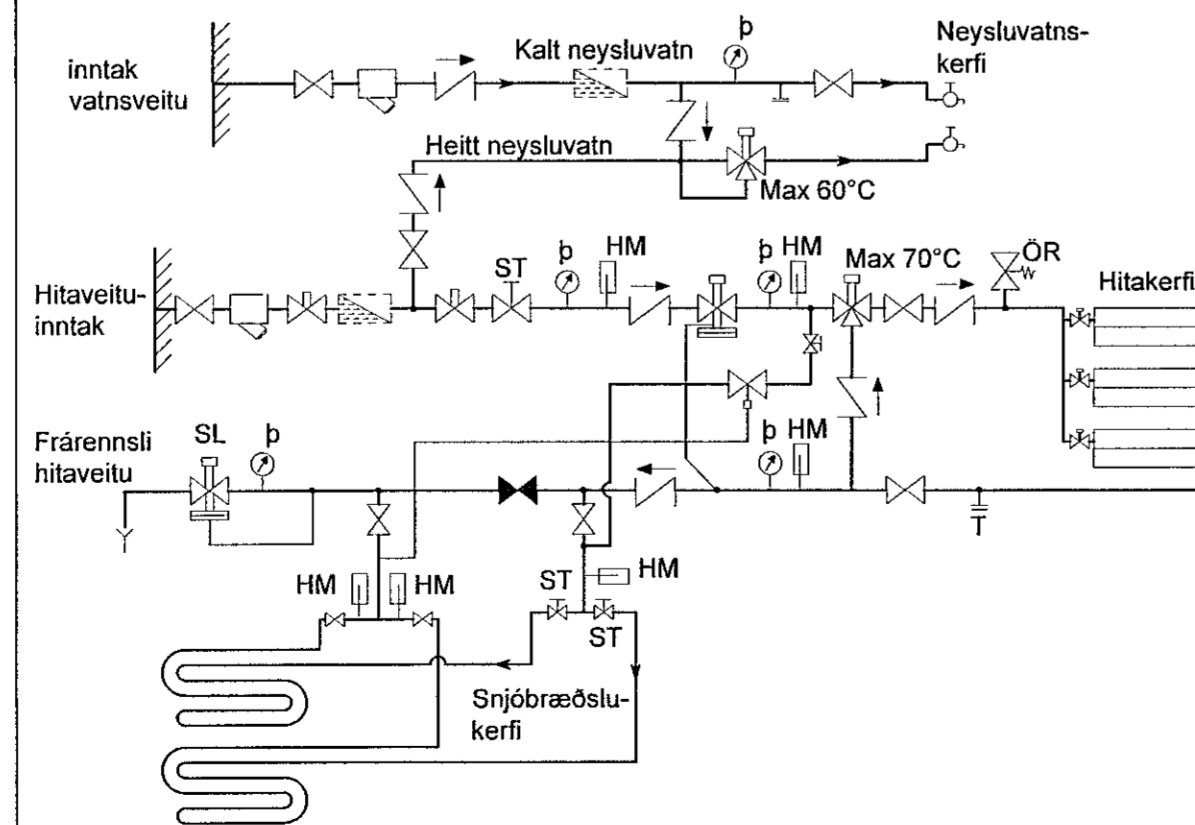 inntak
vatnsveitu
Kalt neysluvatn
þ
Neysluvatns-
kerfi
Heitt neysluvatn
Max 60°C
Hitaveitu-
inntak
ST
þ
HM
þ
HM
Max 70°C
ÖR
Hitakerfi
Frárennsli
hitaveitu
SL
þ
þ
HM
HM
HM
ST
HM
ST
Snjóbræðslu-
kerfi